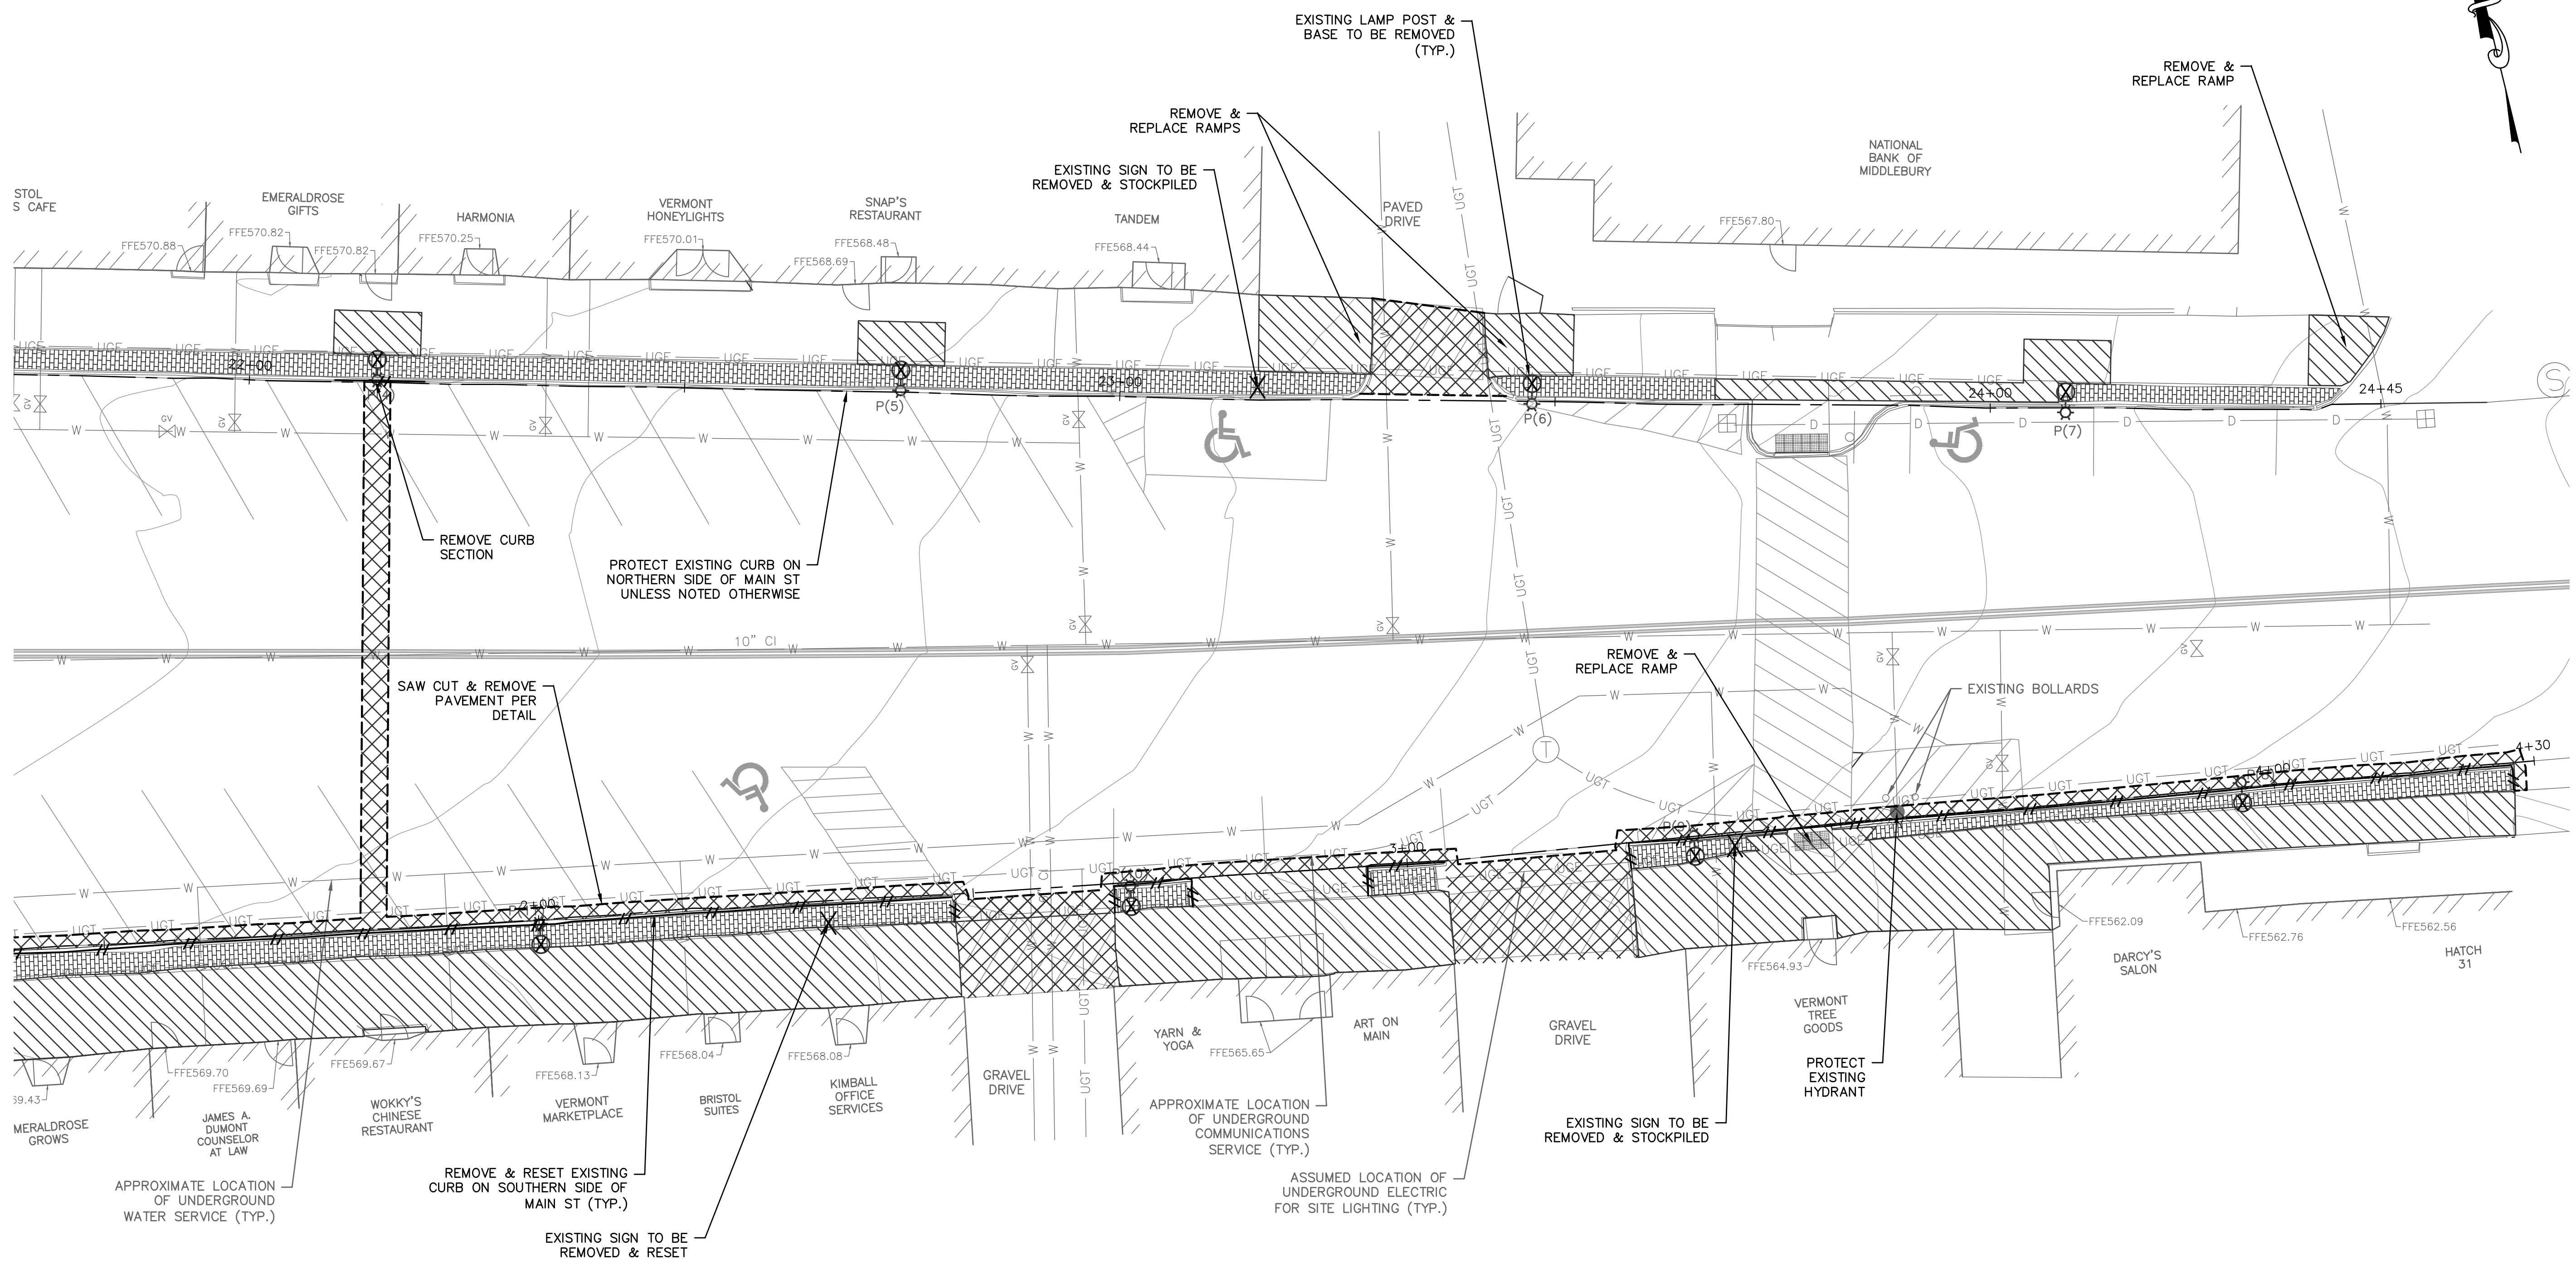 EXISTING LAMP POST &
BASE TO BE REMOVED
(TYP.)
REMOVE &
REPLACE RAMP
REMOVE &
REPLACE RAMPS
EXISTING SIGN TO BE
REMOVED & STOCKPILED
NATIONAL
BANK OF
MIDDLEBURY
STOL
S CAFE
EMERALDROSE
GIFTS
HARMONIA
VERMONT
HONEYLIGHTS
SNAP'S
RESTAURANT
TANDEM
PAVED
DRIVE
FFE570.88
FFE570.82
FFE570.82
FFE570.25
FFE570.01
FFE568.48
FFE568.69
FFE568.44
FFE567.80
22+00
23+00
24+00
24+45
P(5)
P(6)
P(7)
S
REMOVE CURB
SECTION
PROTECT EXISTING CURB ON
NORTHERN SIDE OF MAIN ST
UNLESS NOTED OTHERWISE
10" CI
SAW CUT & REMOVE
PAVEMENT PER
DETAIL
REMOVE &
REPLACE RAMP
EXISTING BOLLARDS
T
2+00
3+00
4+00
4+30
FFE562.09
FFE562.76
FFE562.56
FFE564.93
DARCY'S
SALON
HATCH
31
VERMONT
TREE
GOODS
GRAVEL
DRIVE
ART ON
MAIN
YARN &
YOGA
FFE565.65
GRAVEL
DRIVE
KIMBALL
OFFICE
SERVICES
FFE568.08
FFE568.04
BRISTOL
SUITES
FFE568.13
VERMONT
MARKETPLACE
FFE569.67
WOKKY'S
CHINESE
RESTAURANT
FFE569.70
FFE569.69
JAMES A.
DUMONT
COUNSELOR
AT LAW
69.43
MERALDROSE
GROWS
PROTECT
EXISTING
HYDRANT
EXISTING SIGN TO BE
REMOVED & STOCKPILED
APPROXIMATE LOCATION
OF UNDERGROUND
COMMUNICATIONS
SERVICE (TYP.)
ASSUMED LOCATION OF
UNDERGROUND ELECTRIC
FOR SITE LIGHTING (TYP.)
APPROXIMATE LOCATION
OF UNDERGROUND
WATER SERVICE (TYP.)
REMOVE & RESET EXISTING
CURB ON SOUTHERN SIDE OF
MAIN ST (TYP.)
EXISTING SIGN TO BE
REMOVED & RESET